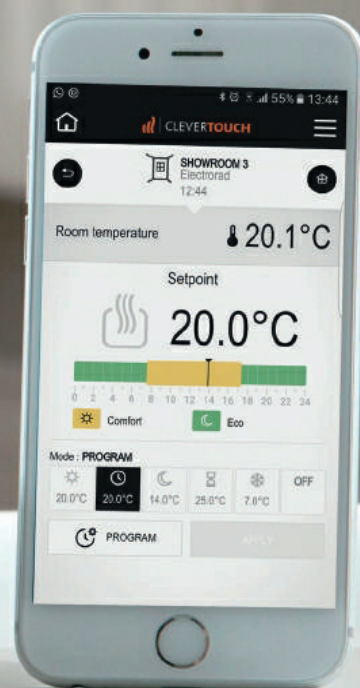 55% 13:44
CLEVERTOUCH
SHOWROOM 3
Electrorad
12:44
Room temperature 20.1°C
Setpoint
20.0°C
0 2 4 6 8 10 12 14 16 18 20 22 24
Comfort Eco
Mode : PROGRAM
20.0°C 20.0°C 14.0°C 25.0°C 7.0°C OFF
PROGRAM APPLY